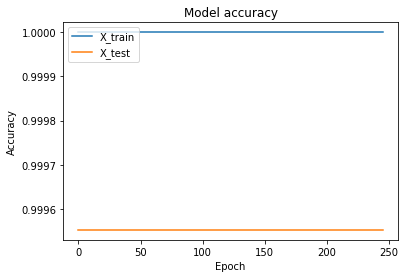 Model accuracy
1.0000
0.9999
0.9998
0.9997
0.9996
Accuracy
X_train
X_test
0 50 100 150 200 250
Epoch